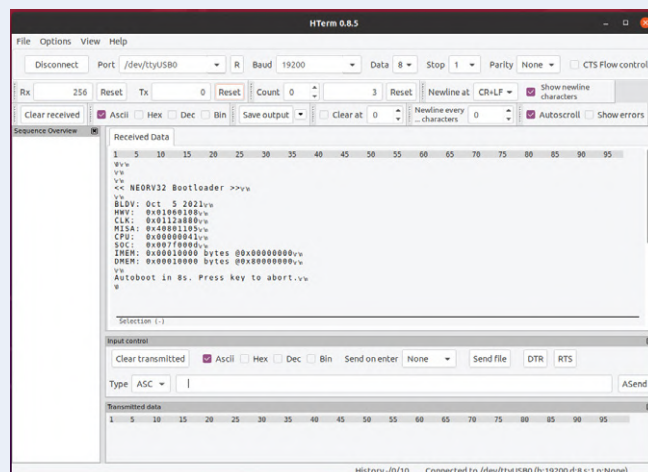 HTerm 0.8.5
File Options View Help
Disconnect Port /dev/ttyUSB0 R Baud 19200 Data 8 Stop 1 Parity None CTS Flow control
Rx 256 Reset Tx 0 Reset Count 0 3 Reset Newline at CR+LF Show newline characters
Clear received Ascii Hex Dec Bin Save output Clear at 0 Newline every ... characters 0 Autoscroll Show errors
Sequence Overview Received Data
1 5 10 15 20 25 30 35 40 45 50 55 60 65 70 75 80 85 90 95
<< NEORV32 Bootloader >>
BLDV: Oct 5 2021
HWV: 0x01060108
CLK: 0x0112a880
MISA: 0x40801105
CPU: 0x00000041
SOC: 0x007f000d
IMEM: 0x00010000 bytes @0x00000000
DMEM: 0x00010000 bytes @0x80000000
Autoboot in 8s. Press key to abort.
Selection (-)
Input control
Clear transmitted Ascii Hex Dec Bin Send on enter None Send file DTR RTS
Type ASC ASend
Transmitted data
1 5 10 15 20 25 30 35 40 45 50 55 60 65 70 75 80 85 90 95
History -/0/10 Connected to /dev/ttyUSB0 (b:19200 d:8 s:1 p:None)